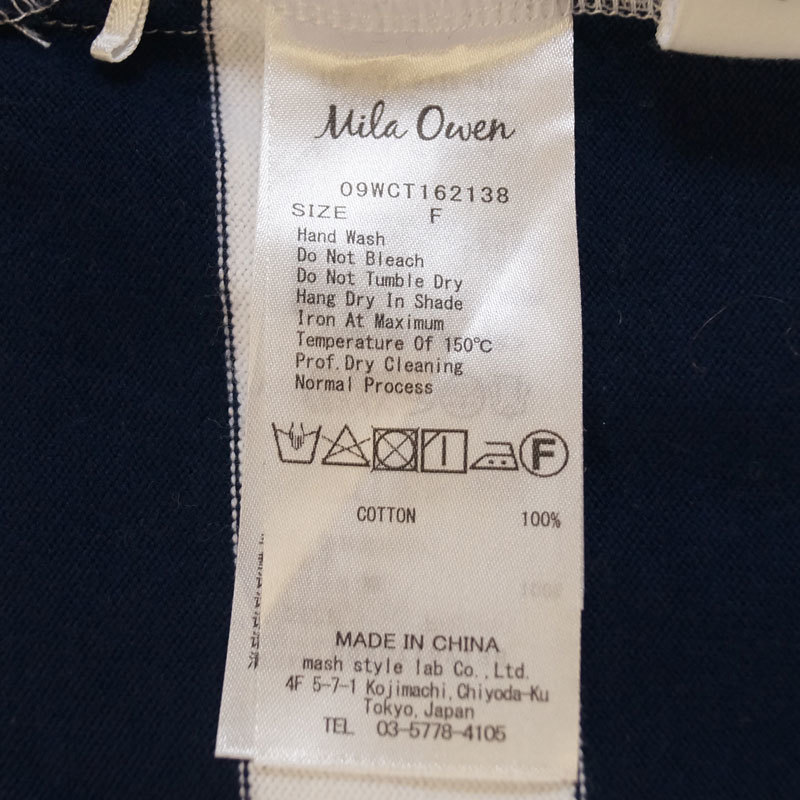 Mila Owen
09WCT162138
SIZE F
Hand Wash
Do Not Bleach
Do Not Tumble Dry
Hang Dry In Shade
Iron At Maximum
Temperature Of 150℃
Prof.Dry Cleaning
Normal Process
F
COTTON 100%
MADE IN CHINA
mash style lab Co.,Ltd.
4F 5-7-1 Kojimachi,Chiyoda-Ku
Tokyo,Japan
TEL 03-5778-4105